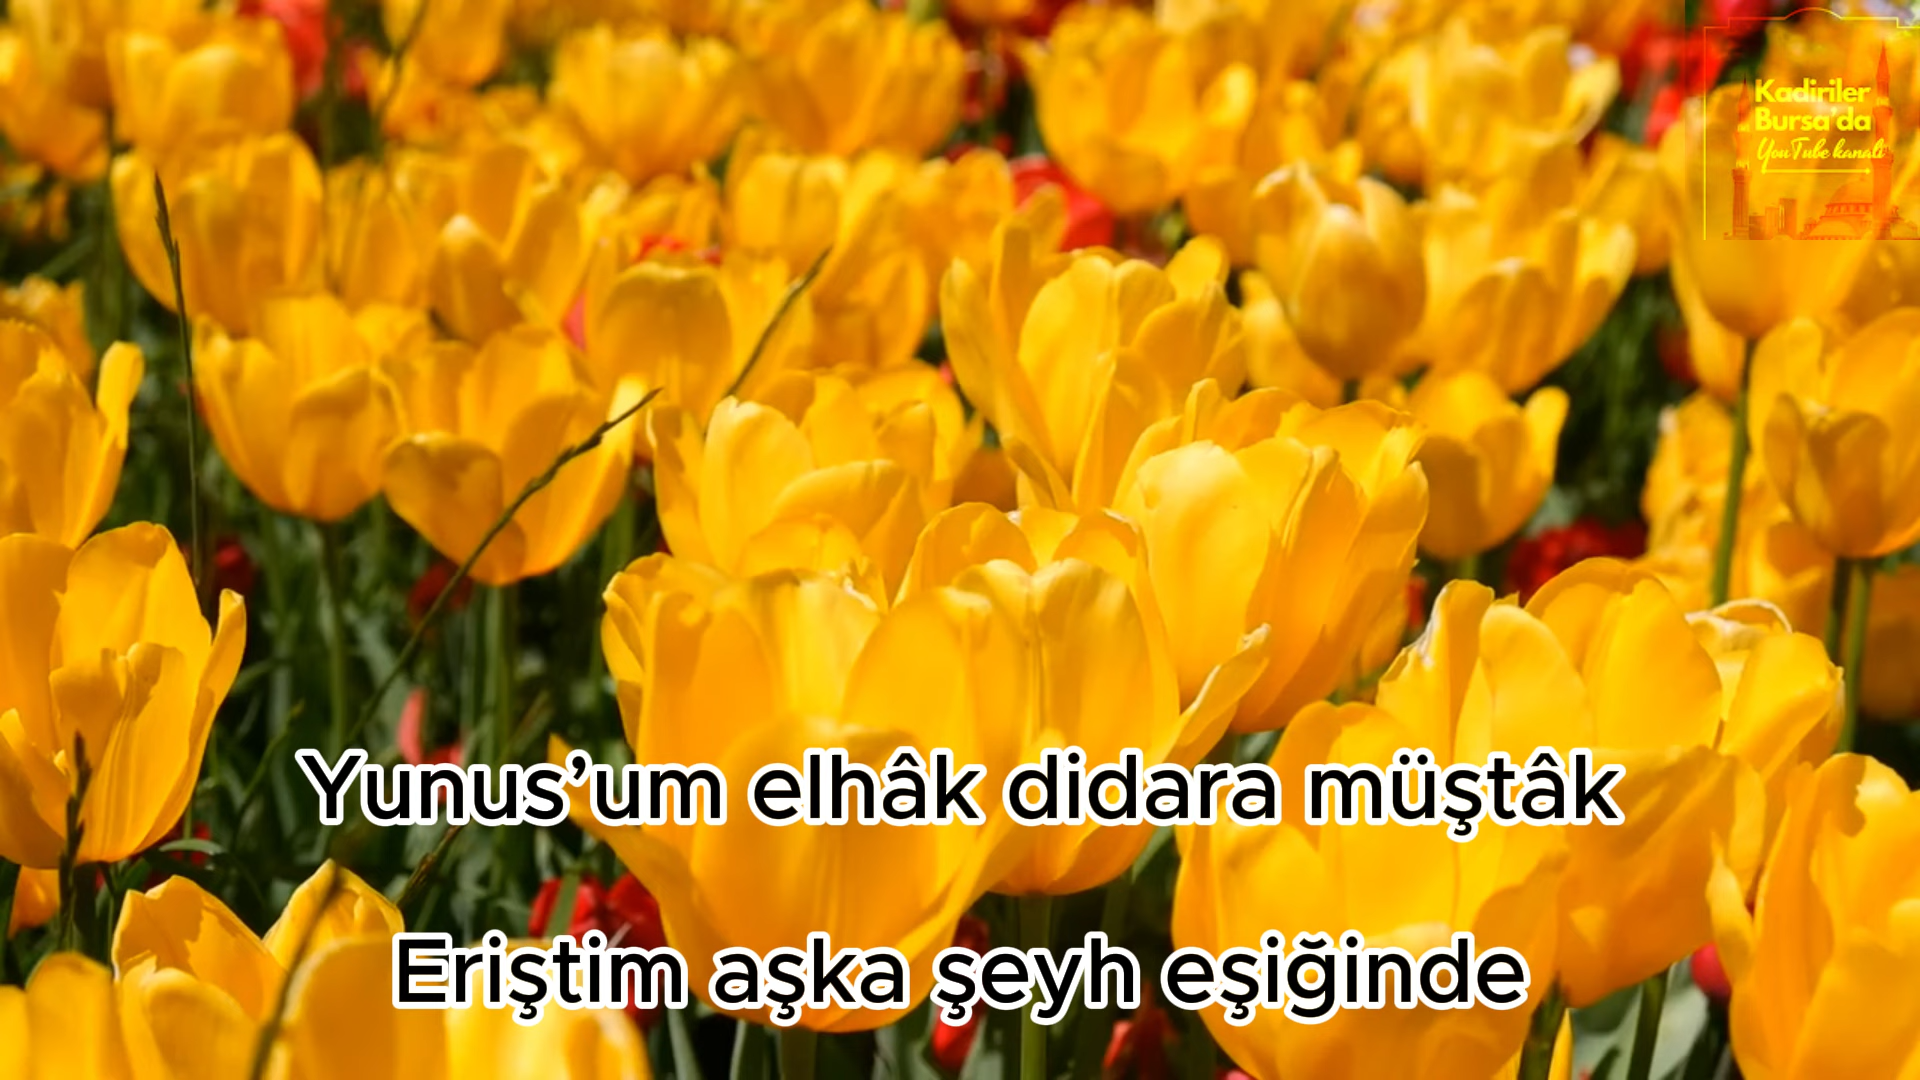 Kadiriler
Bursa'da
YouTube kanalı
Yunus’um elhâk didara müştâk
Eriştim aşka şeyh eşiğinde